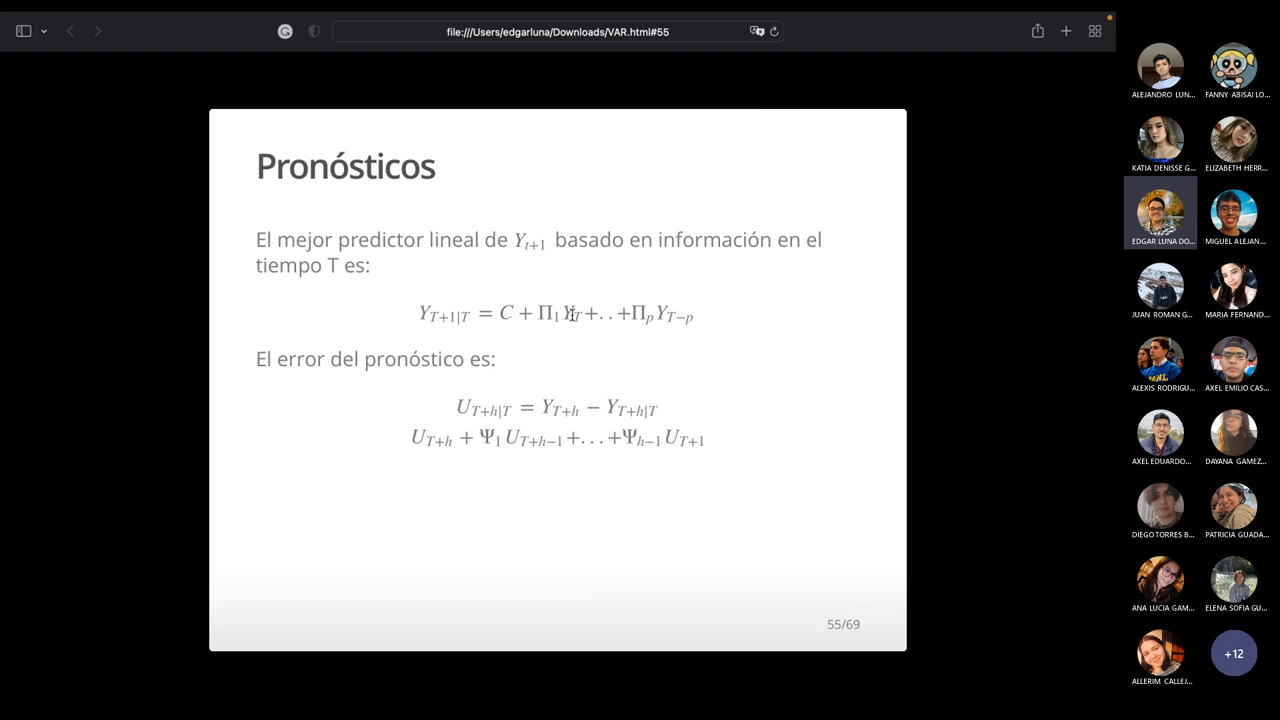 file:///Users/edgarluna/Downloads/VAR.html#55
Pronósticos
El mejor predictor lineal de Y_{t+1} basado en información en el
tiempo T es:
Y_{T+1|T} = C + Π_1 Y_T +. . +Π_p Y_{T−p}
El error del pronóstico es:
U_{T+h|T} = Y_{T+h} − Y_{T+h|T}
U_{T+h} + Ψ_1 U_{T+h−1} +. . . +Ψ_{h−1} U_{T+1}
55/69
ALEJANDRO LUN...
FANNY ABISAI LO...
KATIA DENISSE G...
ELIZABETH HERR...
EDGAR LUNA DO...
MIGUEL ALEJAN...
JUAN ROMAN G...
MARIA FERNAND...
ALEXIS RODRIGU...
AXEL EMILIO CAS...
AXEL EDUARDO...
DAYANA GAMEZ...
DIEGO TORRES B...
PATRICIA GUADA...
ANA LUCIA GAM...
ELENA SOFIA GU...
ALLERIM CALLEJ...
+12